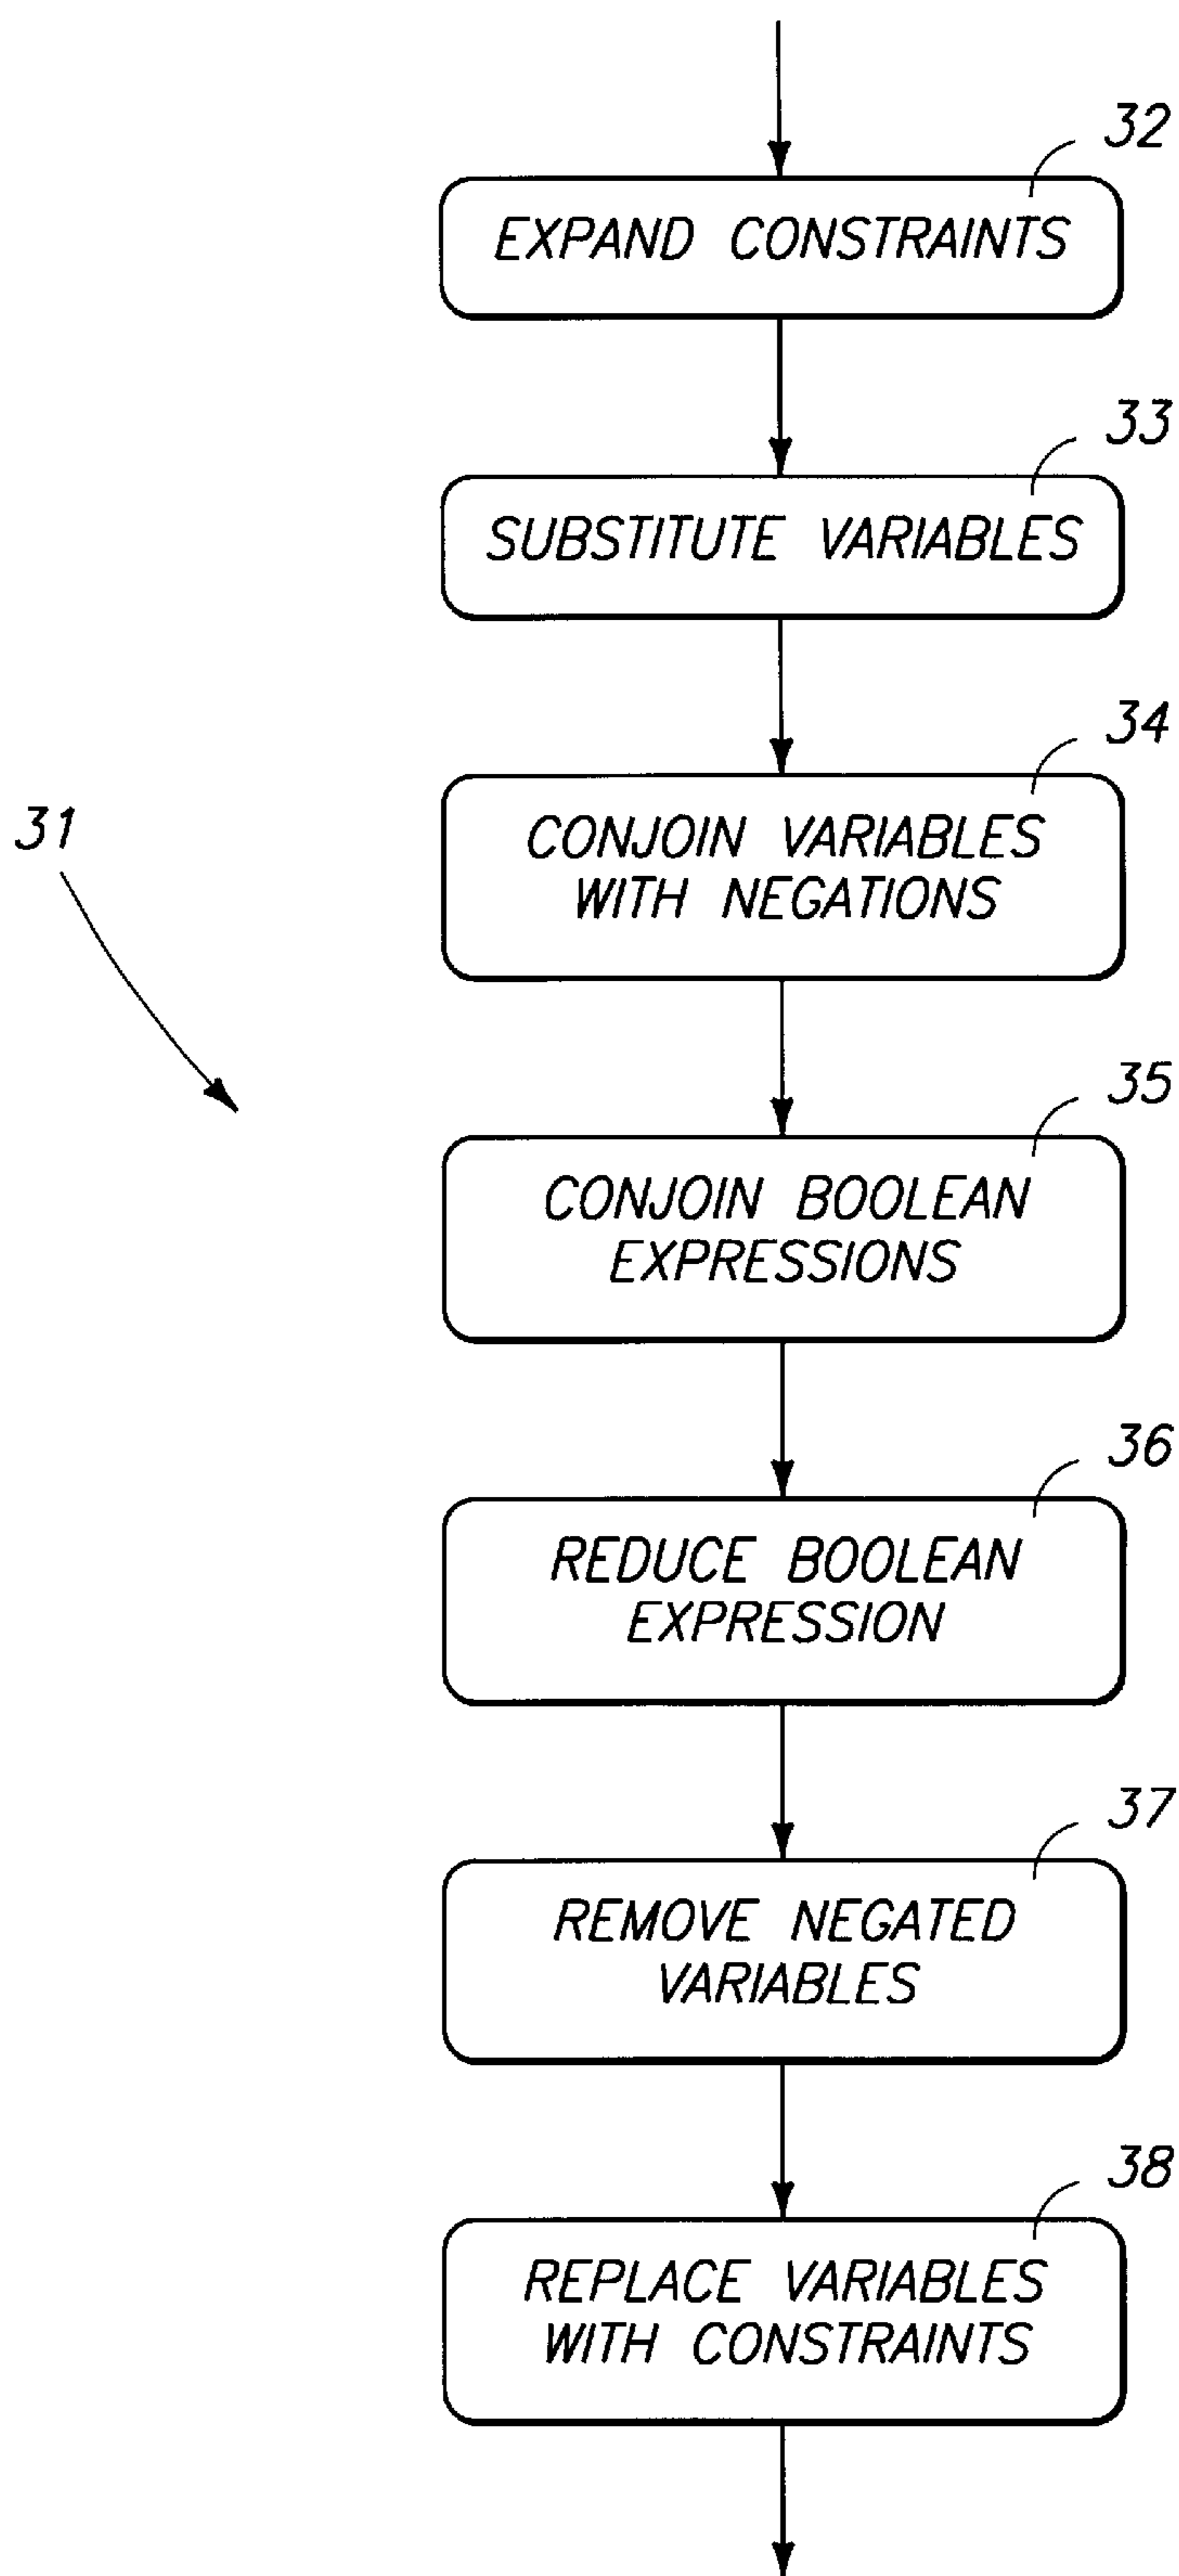 32
EXPAND CONSTRAINTS
33
SUBSTITUTE VARIABLES
34
CONJOIN VARIABLES
WITH NEGATIONS
31
35
CONJOIN BOOLEAN
EXPRESSIONS
36
REDUCE BOOLEAN
EXPRESSION
37
REMOVE NEGATED
VARIABLES
38
REPLACE VARIABLES
WITH CONSTRAINTS